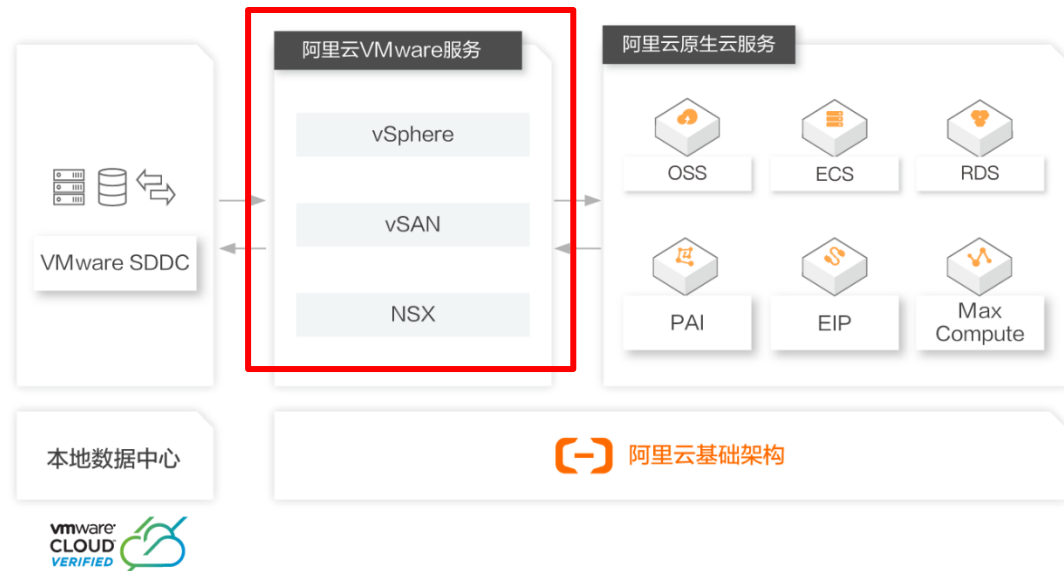 阿里云VMware服务
阿里云原生云服务
vSphere
vSAN
NSX
VMware SDDC
OSS
ECS
RDS
PAI
EIP
Max
Compute
本地数据中心
阿里云基础架构
vmware
CLOUD
VERIFIED